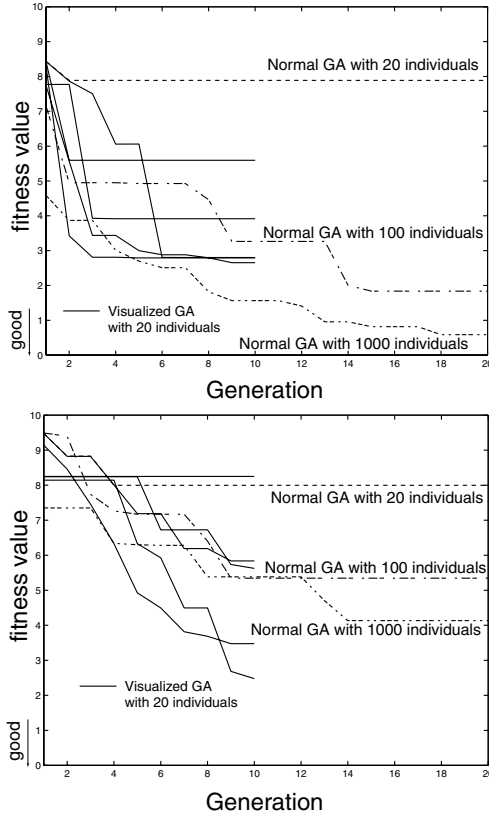 10
9
8
7
6
5
4
3
2
1
0
fitness value
good
Normal GA with 20 individuals
Normal GA with 100 individuals
Visualized GA
with 20 individuals
Normal GA with 1000 individuals
2 4 6 8 10 12 14 16 18 20
Generation
10
9
8
7
6
5
4
3
2
1
0
fitness value
good
Normal GA with 20 individuals
Normal GA with 100 individuals
Normal GA with 1000 individuals
Visualized GA
with 20 individuals
2 4 6 8 10 12 14 16 18 20
Generation